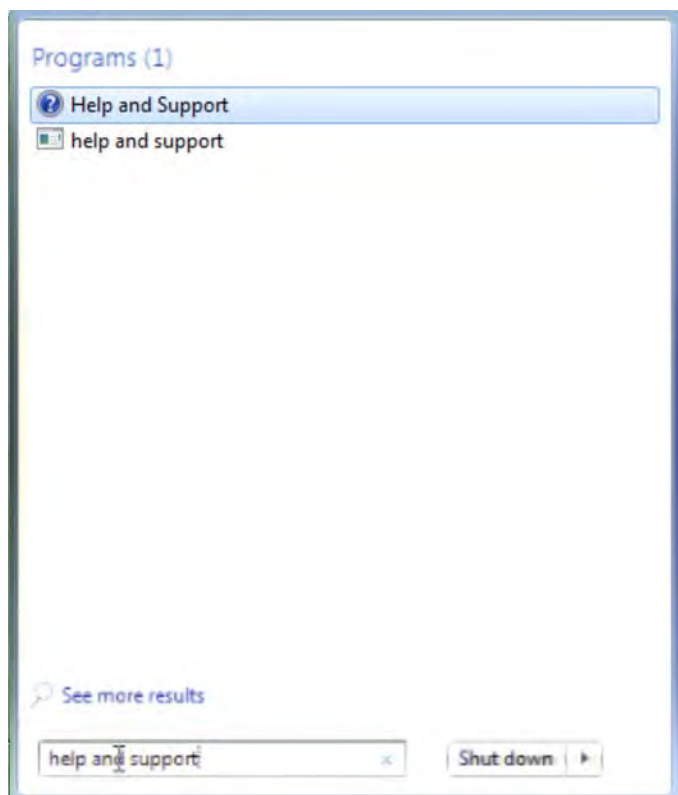 Programs (1)
Help and Support
help and support
See more results
help and support
Shut down